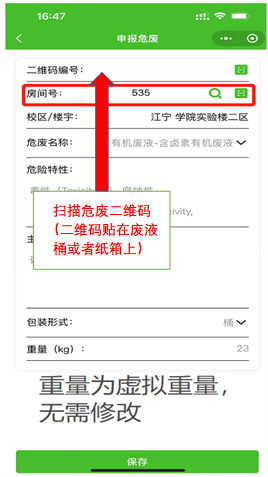 16:47
申报危废
二维码编号：
房间号： 535
校区/楼宇： 江宁 学院实验楼二区
危废名称： 有机废液-含卤素有机废液
危险特性：
扫描危废二维码
（二维码贴在废液
桶或者纸箱上）
包装形式： 桶
重量（kg）： 23
重量为虚拟重量，
无需修改
保存